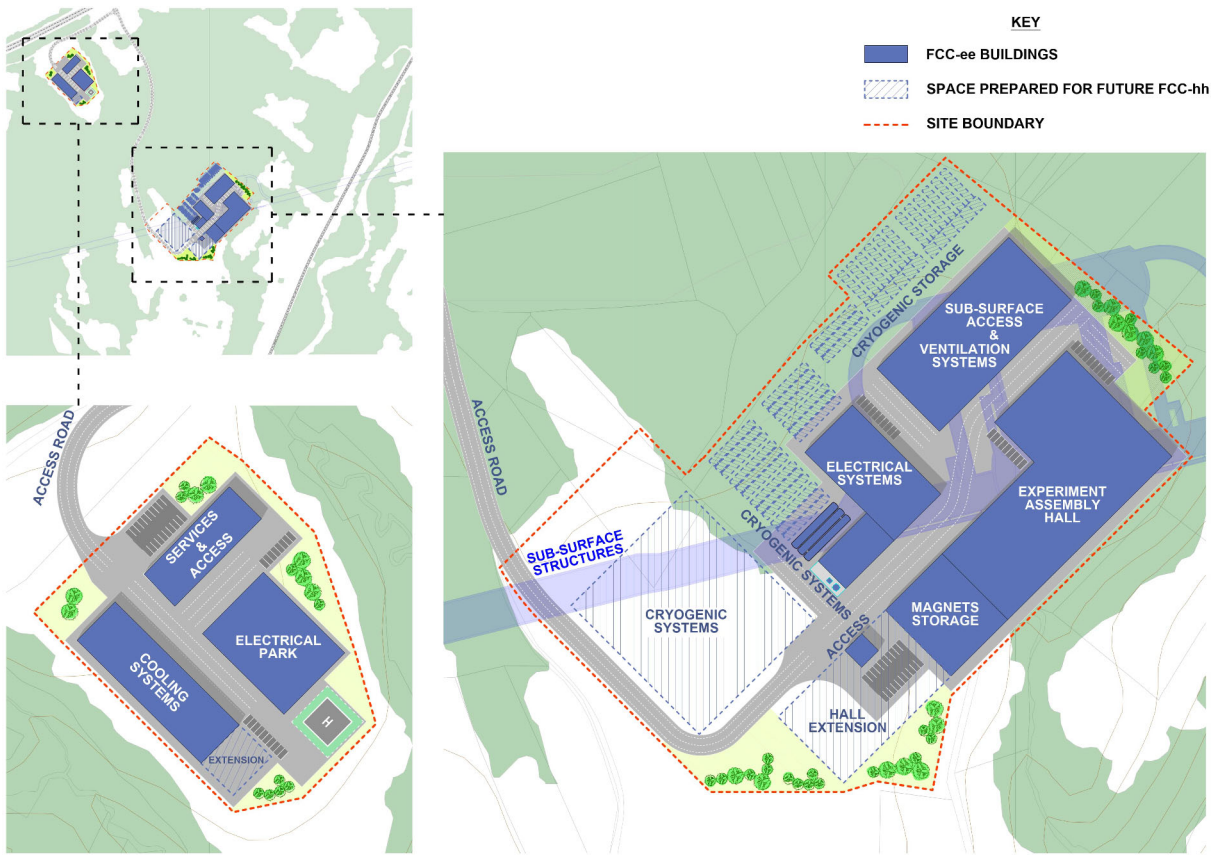 KEY
FCC-ee BUILDINGS
SPACE PREPARED FOR FUTURE FCC-hh
SITE BOUNDARY
CRYOGENIC STORAGE
SUB-SURFACE
ACCESS
&
VENTILATION
SYSTEMS
ACCESS ROAD
ELECTRICAL
SYSTEMS
EXPERIMENT
ASSEMBLY
HALL
SUB-SURFACE
STRUCTURES
CRYOGENIC SYSTEMS
CRYOGENIC
SYSTEMS
ACCESS
MAGNETS
STORAGE
HALL
EXTENSION
ACCESS ROAD
SERVICES
&
ACCESS
ELECTRICAL
PARK
COOLING
SYSTEMS
H
EXTENSION